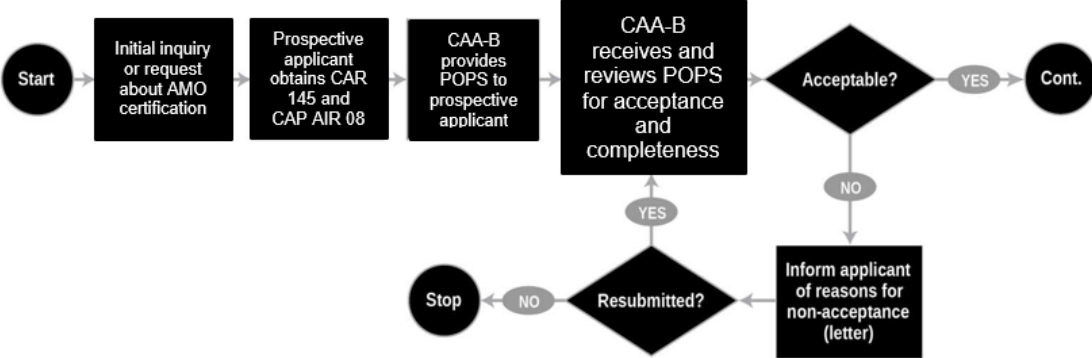 Start
Initial inquiry
or request
about AMO
certification
Prospective
applicant
obtains CAR
145 and
CAP AIR 08
CAA-B
provides
POPS to
prospective
applicant
CAA-B
receives and
reviews POPS
for acceptance
and
completeness
Acceptable?
YES
Cont.
NO
Inform applicant
of reasons for
non-acceptance
(letter)
Resubmitted?
YES
NO
Stop